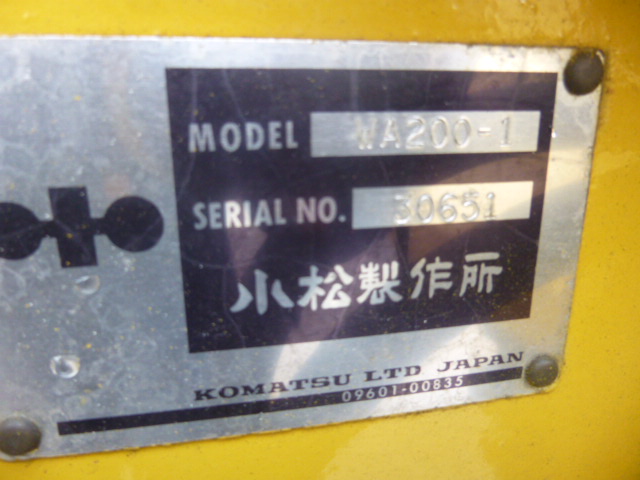 MODEL WA200-1
SERIAL NO. 30651
小松製作所
KOMATSU LTD JAPAN
09601-00835